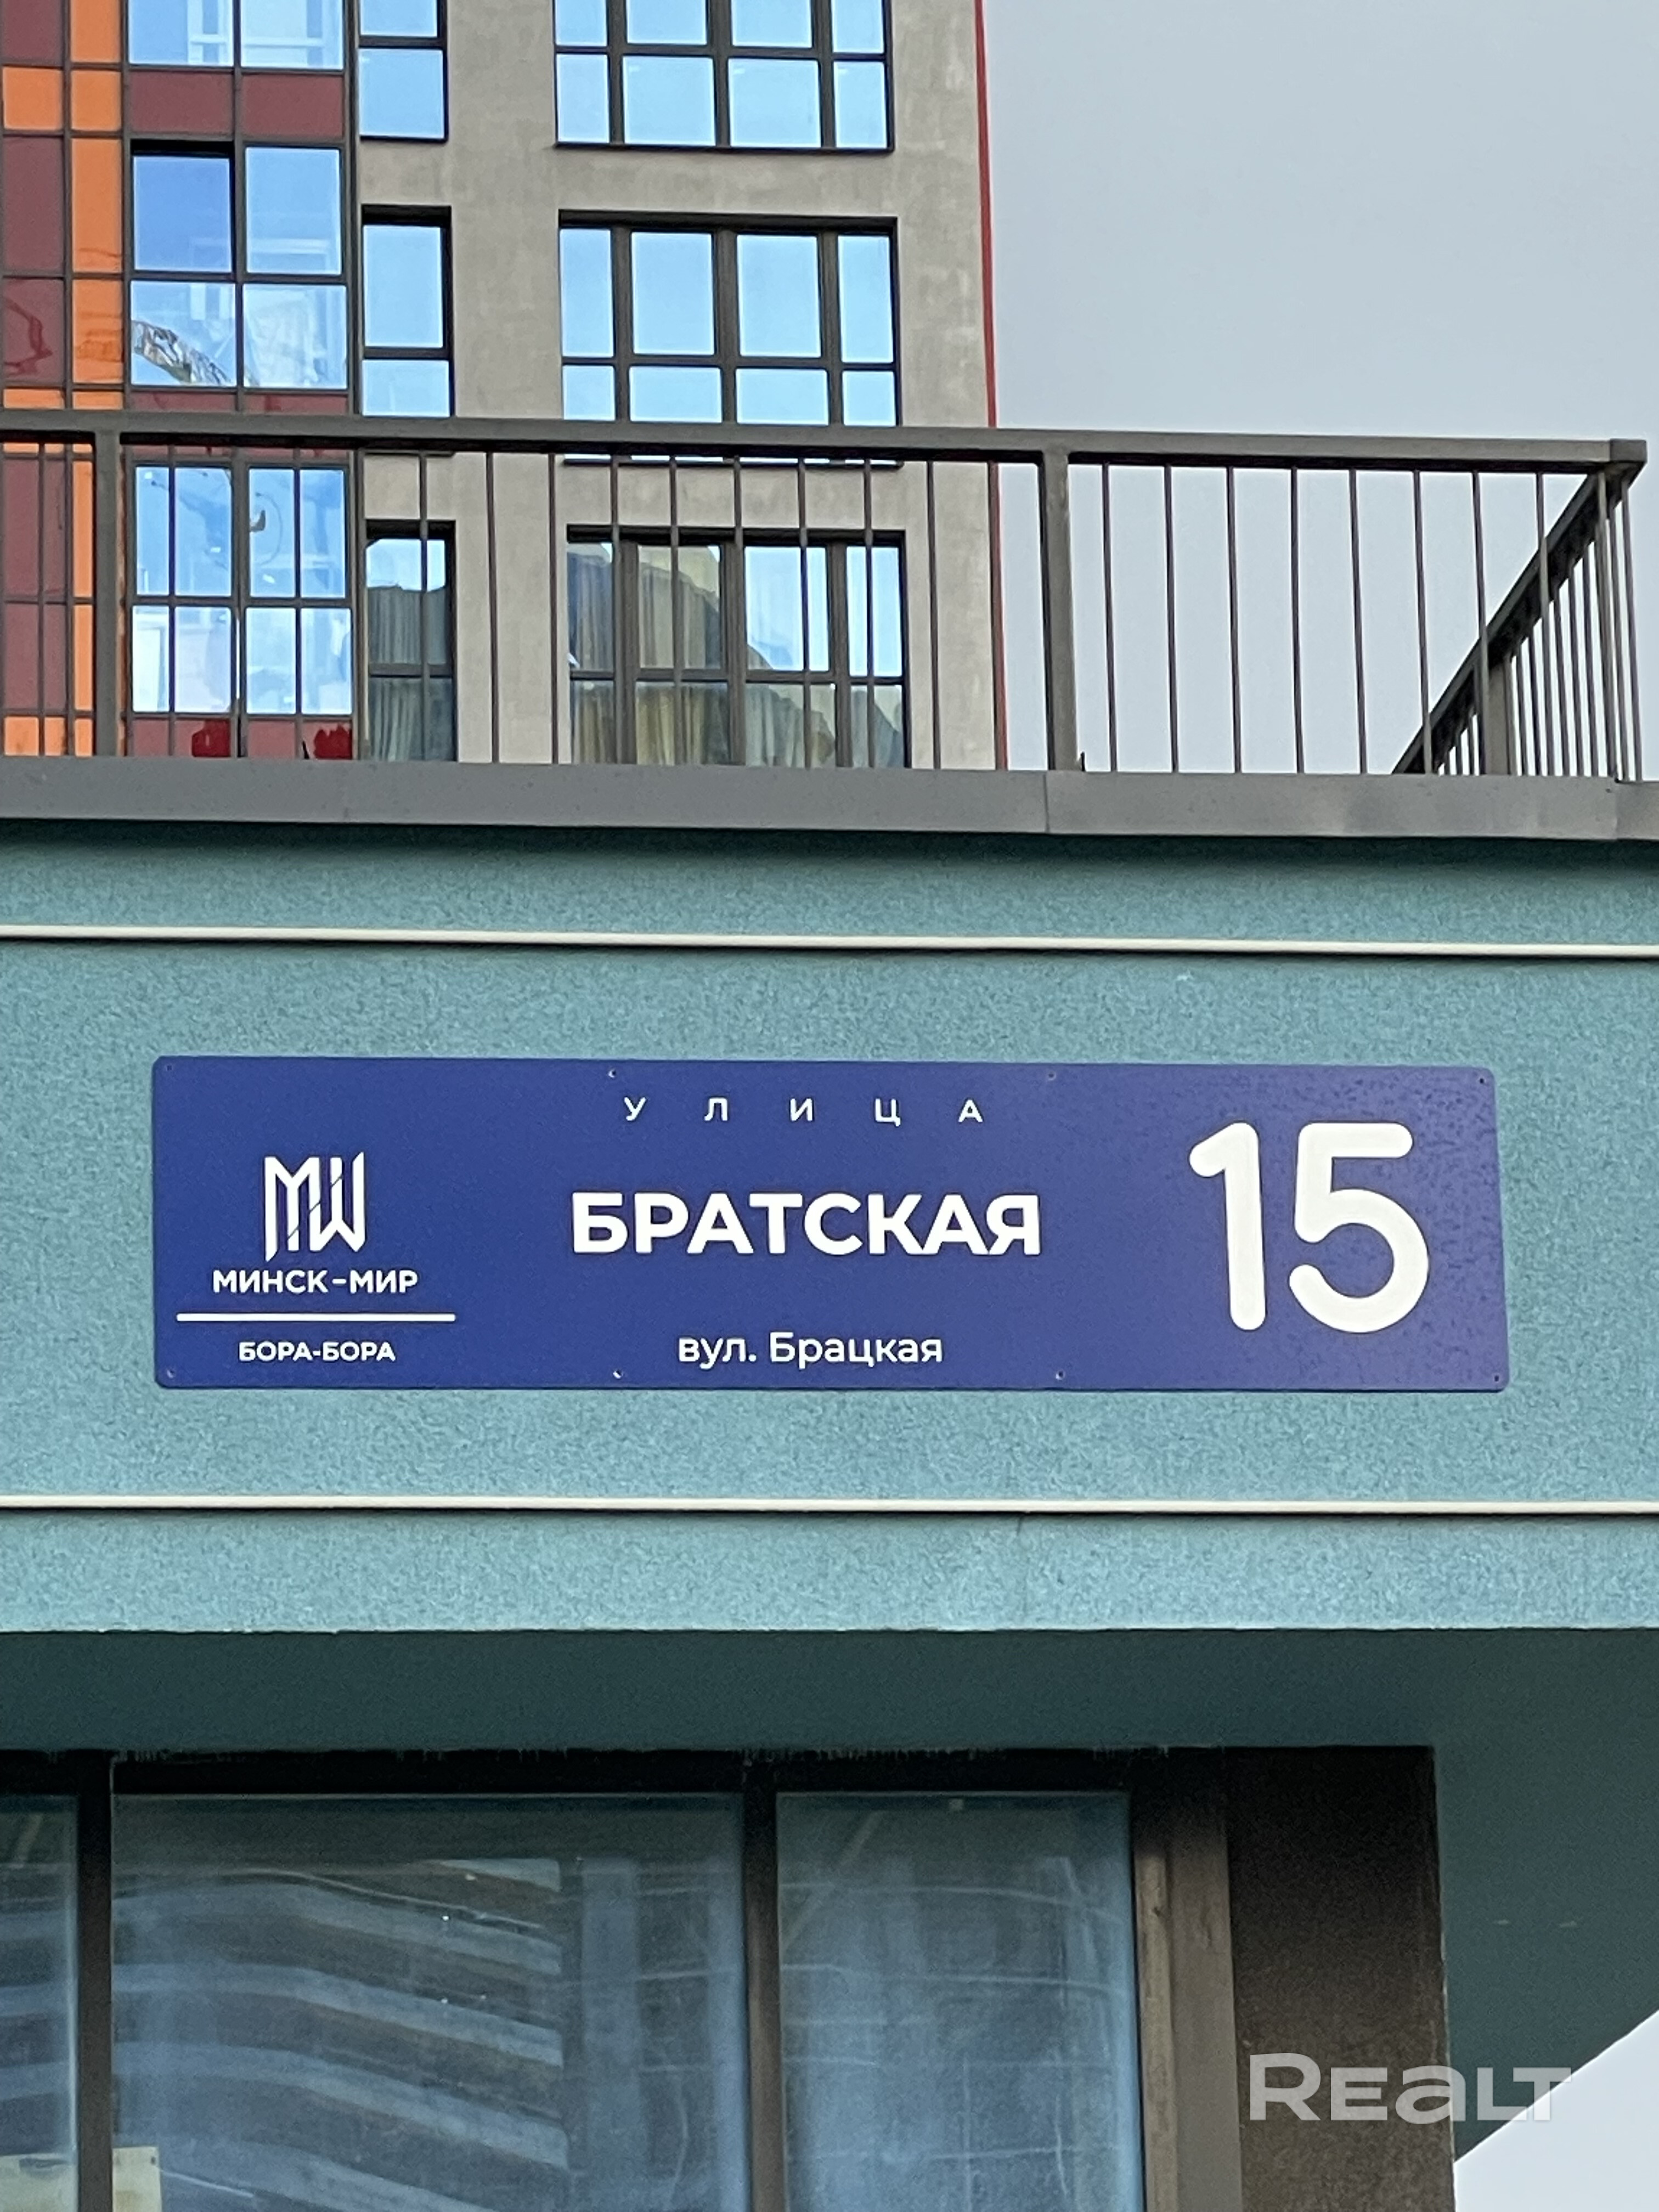 УЛИЦА
БРАТСКАЯ
вул. Брацкая
15
MW
МИНСК-МИР
БОРА-БОРА
REALT